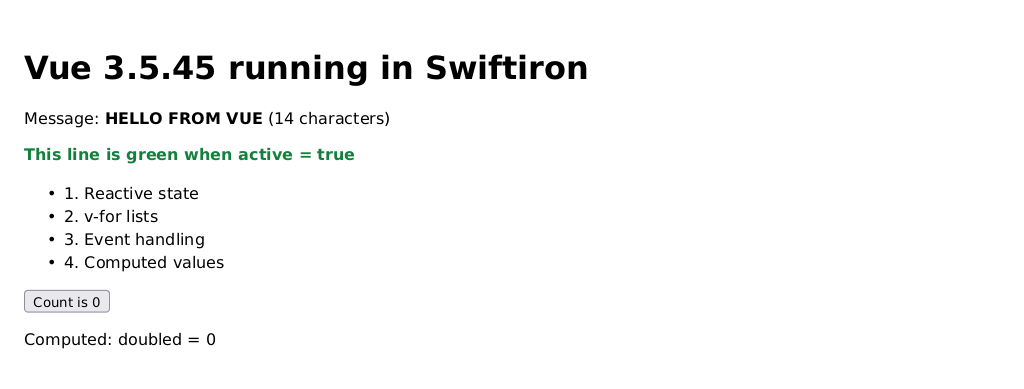 Vue 3.5.45 running in Swiftiron
Message: HELLO FROM VUE (14 characters)
This line is green when active = true
• 1. Reactive state
• 2. v-for lists
• 3. Event handling
• 4. Computed values
Count is 0
Computed: doubled = 0